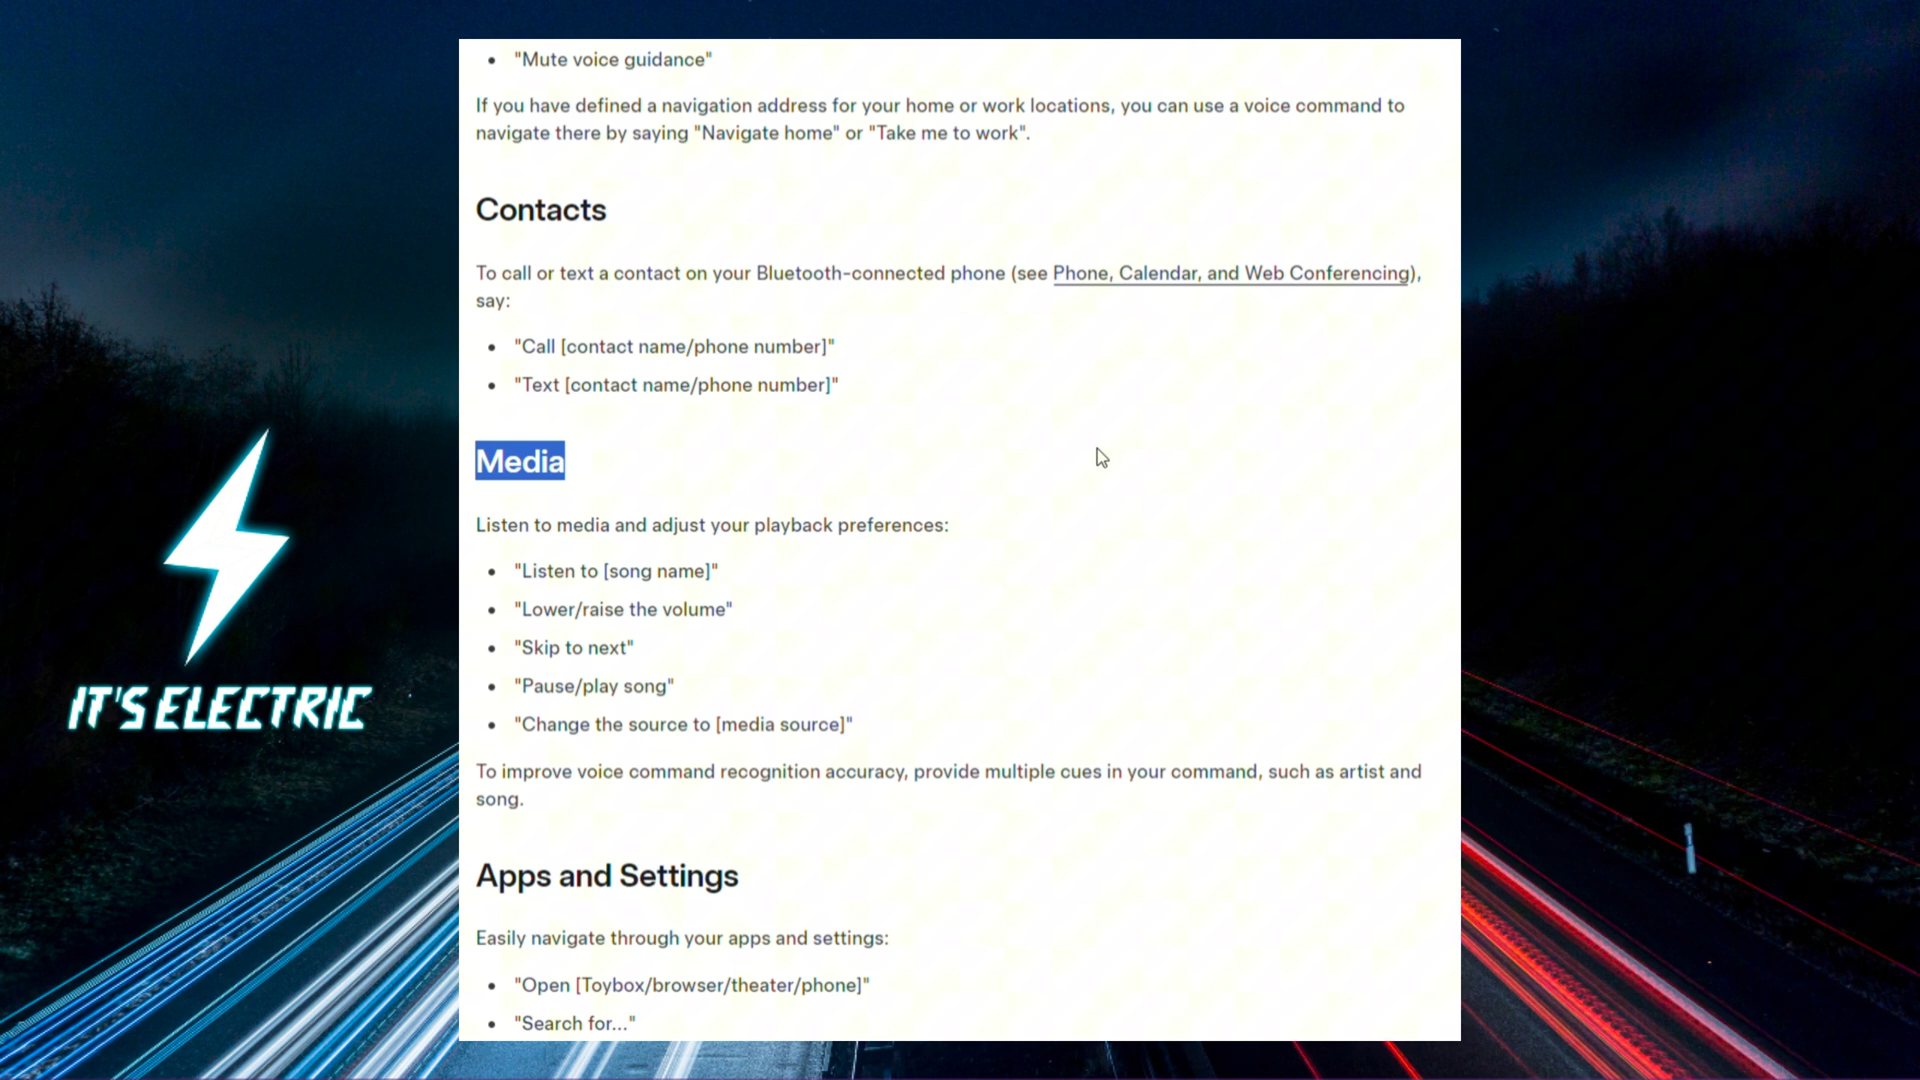 "Mute voice guidance"
If you have defined a navigation address for your home or work locations, you can use a voice command to
navigate there by saying "Navigate home" or "Take me to work".
Contacts
To call or text a contact on your Bluetooth-connected phone (see Phone, Calendar, and Web Conferencing),
say:
"Call [contact name/phone number]"
"Text [contact name/phone number]"
Media
Listen to media and adjust your playback preferences:
"Listen to [song name]"
"Lower/raise the volume"
"Skip to next"
"Pause/play song"
"Change the source to [media source]"
To improve voice command recognition accuracy, provide multiple cues in your command, such as artist and
song.
Apps and Settings
Easily navigate through your apps and settings:
"Open [Toybox/browser/theater/phone]"
"Search for..."
IT'S ELECTRIC